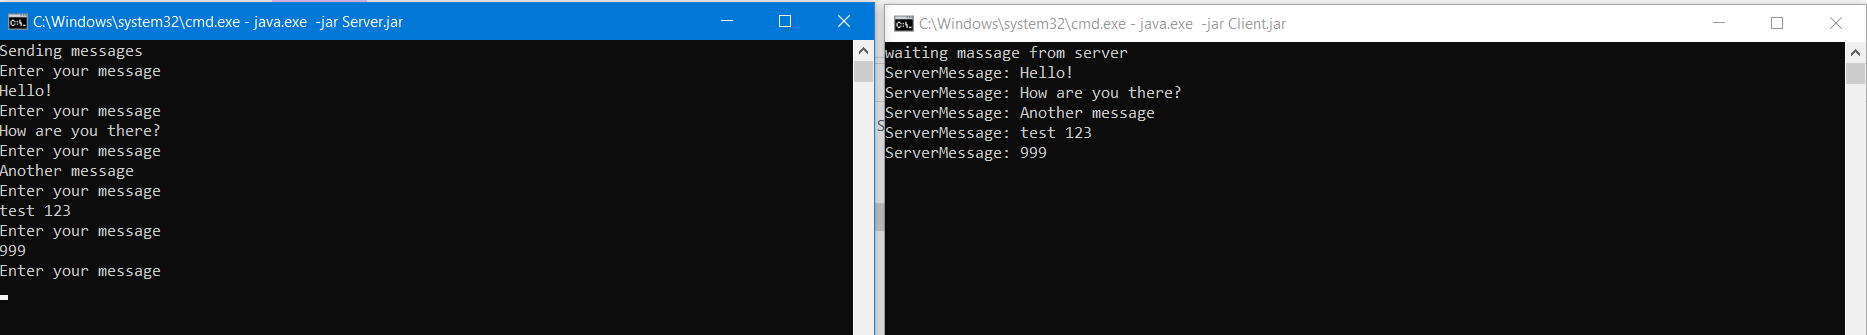 C:\Windows\system32\cmd.exe - java.exe  -jar Server.jar
Sending messages
Enter your message
Hello!
Enter your message
How are you there?
Enter your message
Another message
Enter your message
test 123
Enter your message
999
Enter your message
S
C:\Windows\system32\cmd.exe - java.exe  -jar Client.jar
waiting massage from server
ServerMessage: Hello!
ServerMessage: How are you there?
ServerMessage: Another message
ServerMessage: test 123
ServerMessage: 999